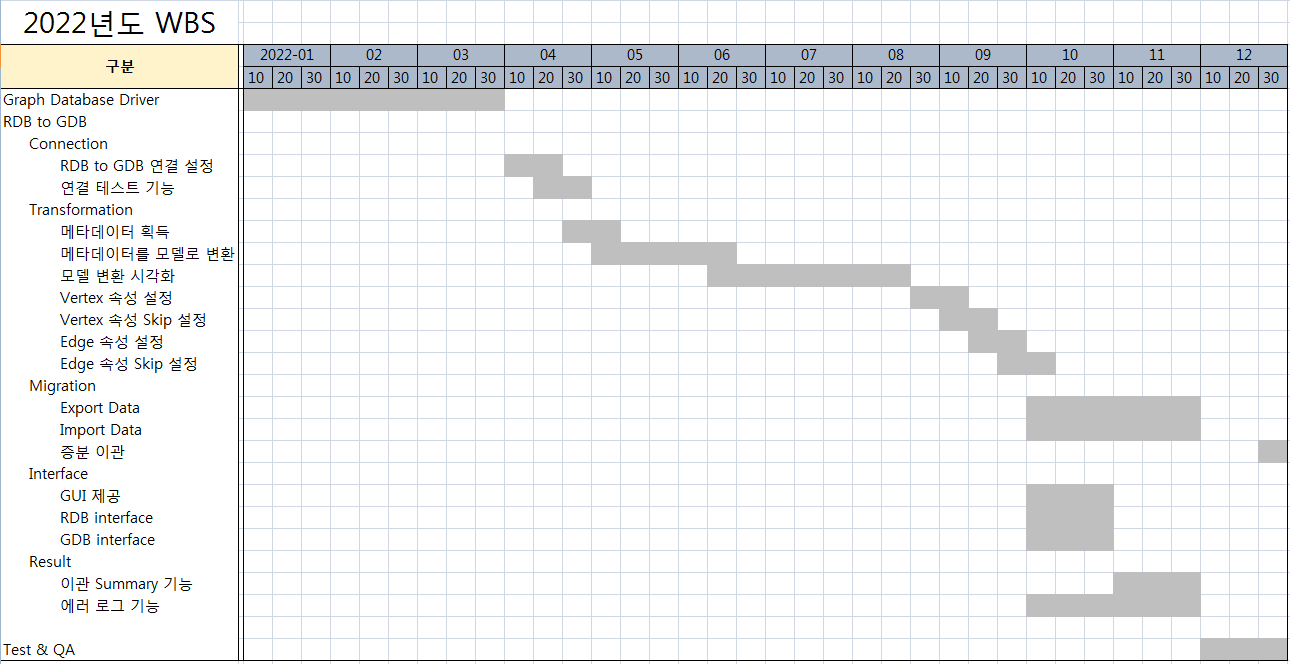 2022년도 WBS
구분 2022-01 02 03 04 05 06 07 08 09 10 11 12
10 20 30 10 20 30 10 20 30 10 20 30 10 20 30 10 20 30 10 20 30 10 20 30 10 20 30 10 20 30 10 20 30 10 20 30
Graph Database Driver
RDB to GDB
Connection
RDB to GDB 연결 설정
연결 테스트 기능
Transformation
메타데이터 획득
메타데이터를 모델로 변환
모델 변환 시각화
Vertex 속성 설정
Vertex 속성 Skip 설정
Edge 속성 설정
Edge 속성 Skip 설정
Migration
Export Data
Import Data
증분 이관
Interface
GUI 제공
RDB interface
GDB interface
Result
이관 Summary 기능
에러 로그 기능
Test & QA